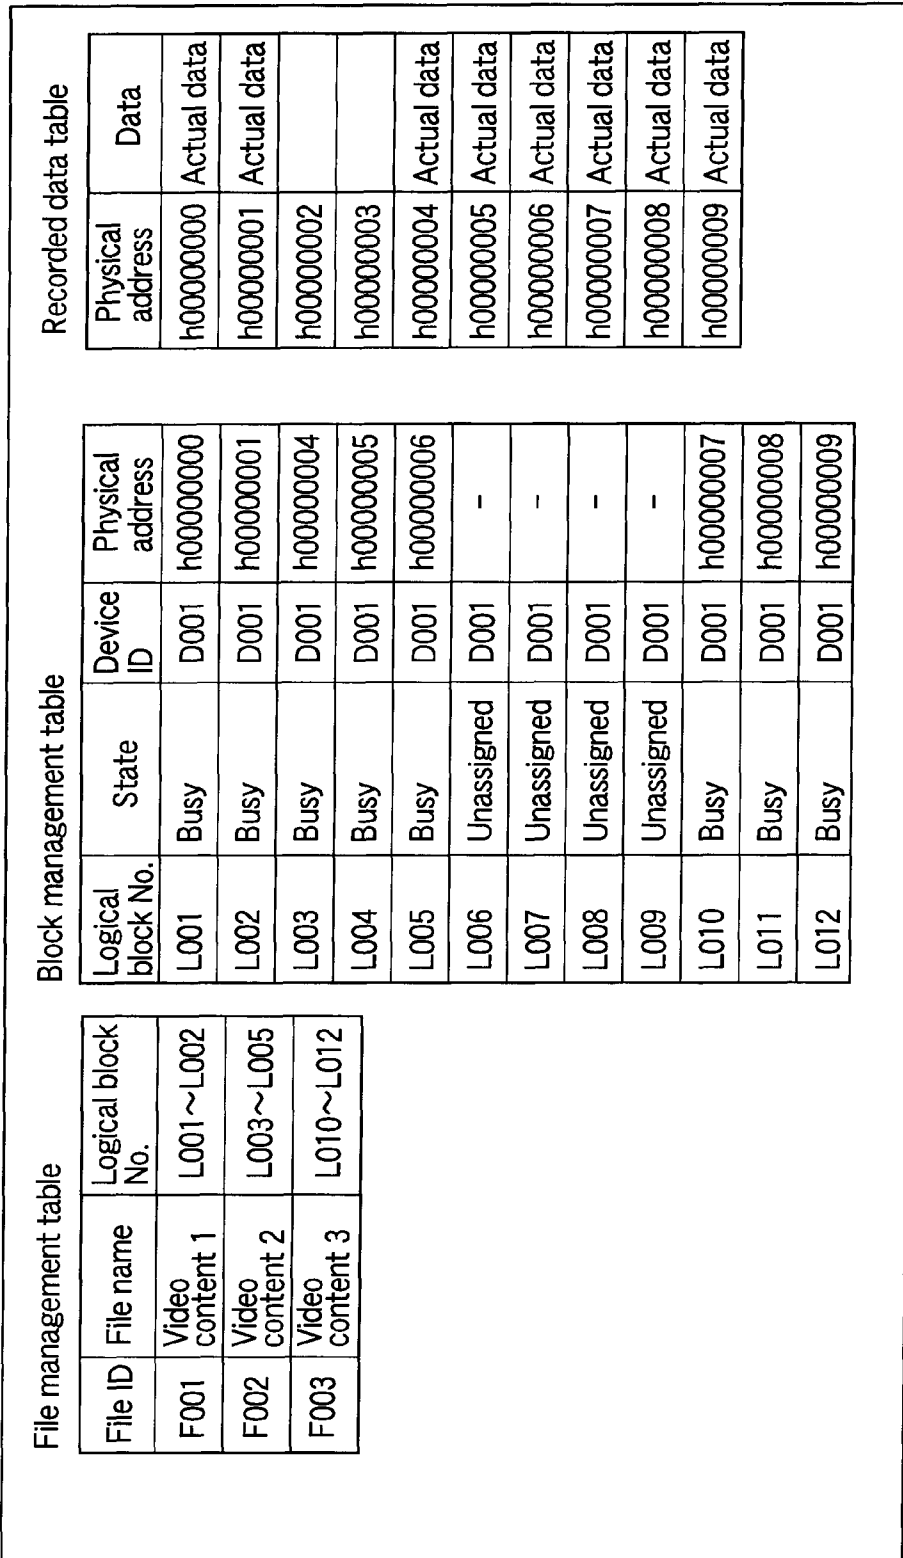 File management table
File ID File name Logical block No.
F001 Video content 1 L001~L002
F002 Video content 2 L003~L005
F003 Video content 3 L010~L012
Block management table
Logical block No. State Device ID Physical address
L001 Busy D001 h00000000
L002 Busy D001 h00000001
L003 Busy D001 h00000004
L004 Busy D001 h00000005
L005 Busy D001 h00000006
L006 Unassigned D001 -
L007 Unassigned D001 -
L008 Unassigned D001 -
L009 Unassigned D001 -
L010 Busy D001 h00000007
L011 Busy D001 h00000008
L012 Busy D001 h00000009
Recorded data table
Physical address Data
h00000000 Actual data
h00000001 Actual data
h00000002
h00000003
h00000004 Actual data
h00000005 Actual data
h00000006 Actual data
h00000007 Actual data
h00000008 Actual data
h00000009 Actual data